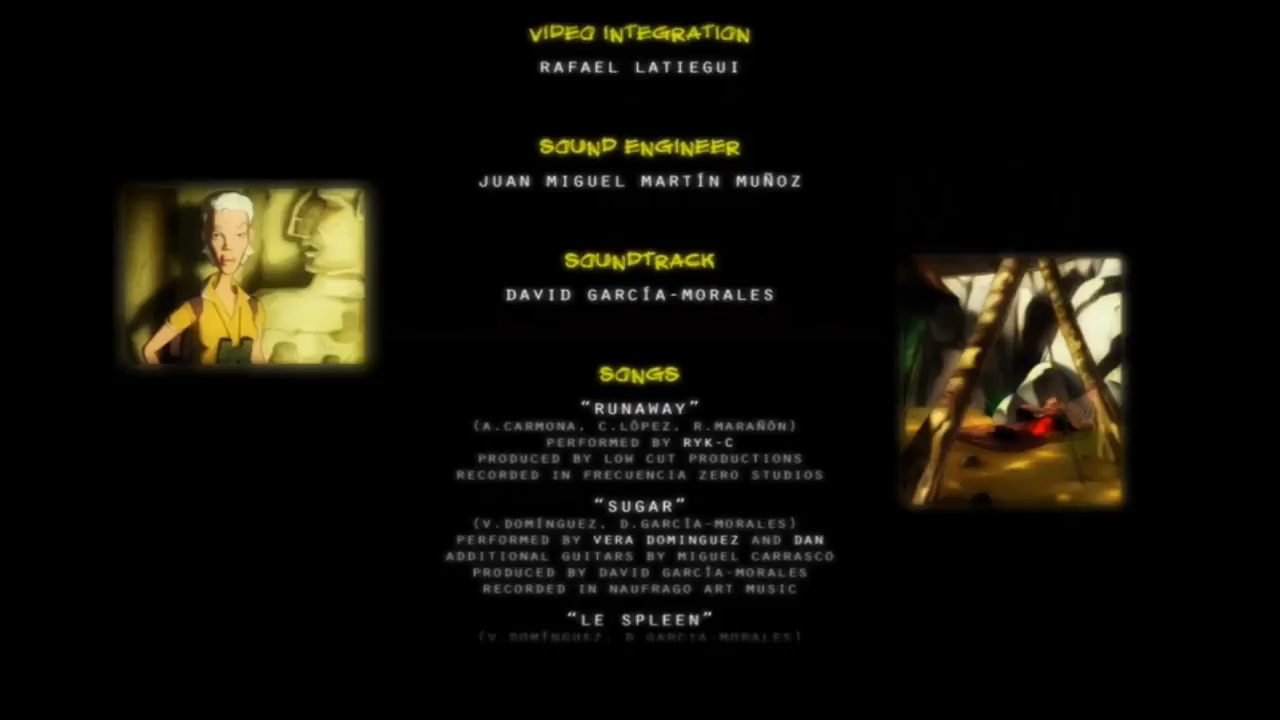 VIDEO INTEGRATION
RAFAEL LATIEGUI
SOUND ENGINEER
JUAN MIGUEL MARTÍN MUÑOZ
SOUNDTRACK
DAVID GARCÍA-MORALES
SONGS
“RUNAWAY”
(A.CARMONA, C.LÓPEZ, R.MARAÑÓN)
PERFORMED BY RYK-C
PRODUCED BY LOW CUT PRODUCTIONS
RECORDED IN FRECUENCIA ZERO STUDIOS
“SUGAR”
(V.DOMÍNGUEZ, D.GARCÍA-MORALES)
PERFORMED BY VERA DOMINGUEZ AND DAN
ADDITIONAL GUITARS BY MIGUEL CARRASCO
PRODUCED BY DAVID GARCÍA-MORALES
RECORDED IN NAUFRAGO ART MUSIC
“LE SPLEEN”
(V.DOMÍNGUEZ, D.GARCÍA-MORALES)